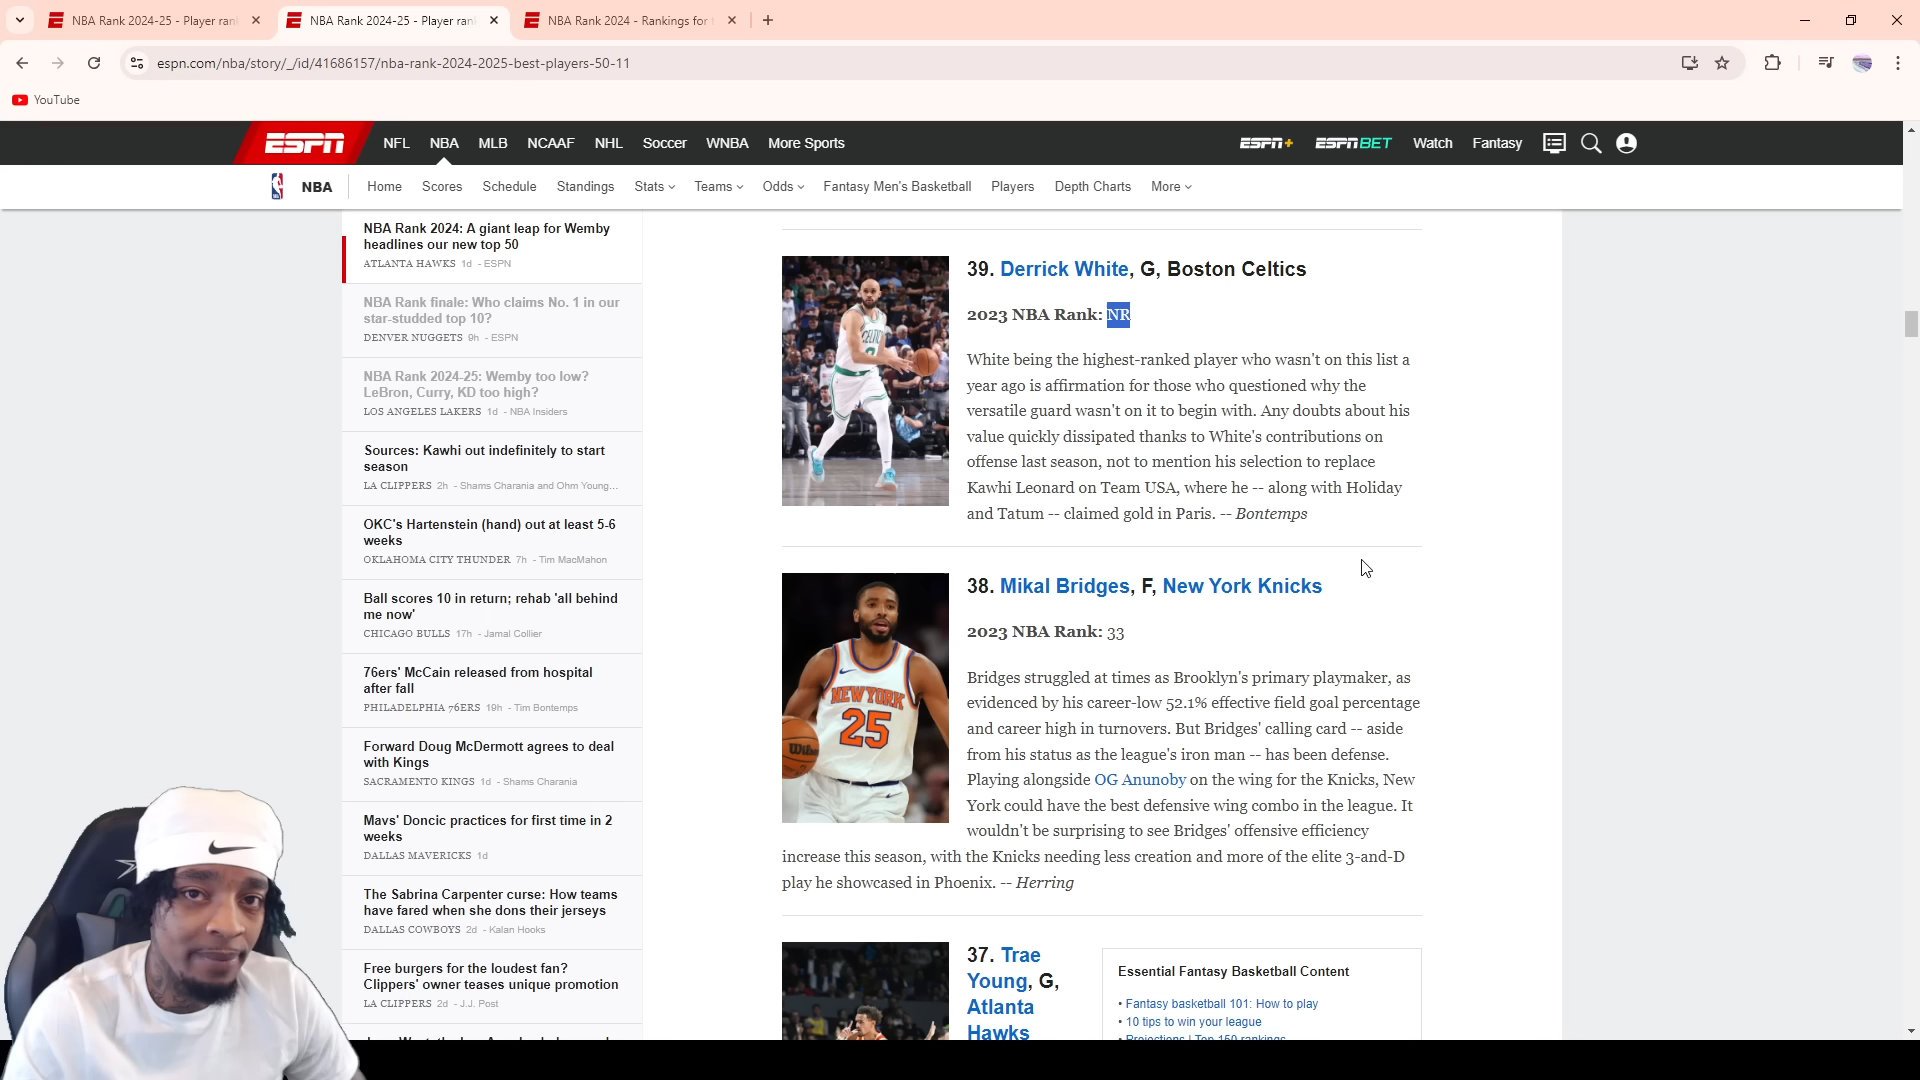 NBA Rank 2024-25 - Player ran
NBA Rank 2024-25 - Player rank
NBA Rank 2024 - Rankings for t
espn.com/nba/story/_/id/41686157/nba-rank-2024-2025-best-players-50-11
YouTube
ESPN
NFL
NBA
MLB
NCAAF
NHL
Soccer
WNBA
More Sports
ESPN+
ESPN BET
Watch
Fantasy
NBA
Home
Scores
Schedule
Standings
Stats
Teams
Odds
Fantasy Men's Basketball
Players
Depth Charts
More
NBA Rank 2024: A giant leap for Wemby
headlines our new top 50
ATLANTA HAWKS 1d - ESPN
NBA Rank finale: Who claims No. 1 in our
star-studded top 10?
DENVER NUGGETS 9h - ESPN
NBA Rank 2024-25: Wemby too low?
LeBron, Curry, KD too high?
LOS ANGELES LAKERS 1d - NBA Insiders
Sources: Kawhi out indefinitely to start
season
LA CLIPPERS 2h - Shams Charania and Ohm Young...
OKC's Hartenstein (hand) out at least 5-6
weeks
OKLAHOMA CITY THUNDER 7h - Tim MacMahon
Ball scores 10 in return; rehab 'all behind
me now'
CHICAGO BULLS 17h - Jamal Collier
76ers' McCain released from hospital
after fall
PHILADELPHIA 76ERS 19h - Tim Bontemps
Forward Doug McDermott agrees to deal
with Kings
SACRAMENTO KINGS 1d - Shams Charania
Mavs' Doncic practices for first time in 2
weeks
DALLAS MAVERICKS 1d
The Sabrina Carpenter curse: How teams
have fared when she dons their jerseys
DALLAS COWBOYS 2d - Kalan Hooks
Free burgers for the loudest fan?
Clippers' owner teases unique promotion
LA CLIPPERS 2d - J.J. Post
39. Derrick White, G, Boston Celtics
2023 NBA Rank: NR
White being the highest-ranked player who wasn't on this list a
year ago is affirmation for those who questioned why the
versatile guard wasn't on it to begin with. Any doubts about his
value quickly dissipated thanks to White's contributions on
offense last season, not to mention his selection to replace
Kawhi Leonard on Team USA, where he -- along with Holiday
and Tatum -- claimed gold in Paris. -- Bontemps
38. Mikal Bridges, F, New York Knicks
2023 NBA Rank: 33
Bridges struggled at times as Brooklyn's primary playmaker, as
evidenced by his career-low 52.1% effective field goal percentage
and career high in turnovers. But Bridges' calling card -- aside
from his status as the league's iron man -- has been defense.
Playing alongside OG Anunoby on the wing for the Knicks, New
York could have the best defensive wing combo in the league. It
wouldn't be surprising to see Bridges' offensive efficiency
increase this season, with the Knicks needing less creation and more of the elite 3-and-D
play he showcased in Phoenix. -- Herring
NEW YORK
25
37. Trae
Young, G,
Atlanta
Hawks
Essential Fantasy Basketball Content
• Fantasy basketball 101: How to play
• 10 tips to win your league
• Projections | Top 150 rankings